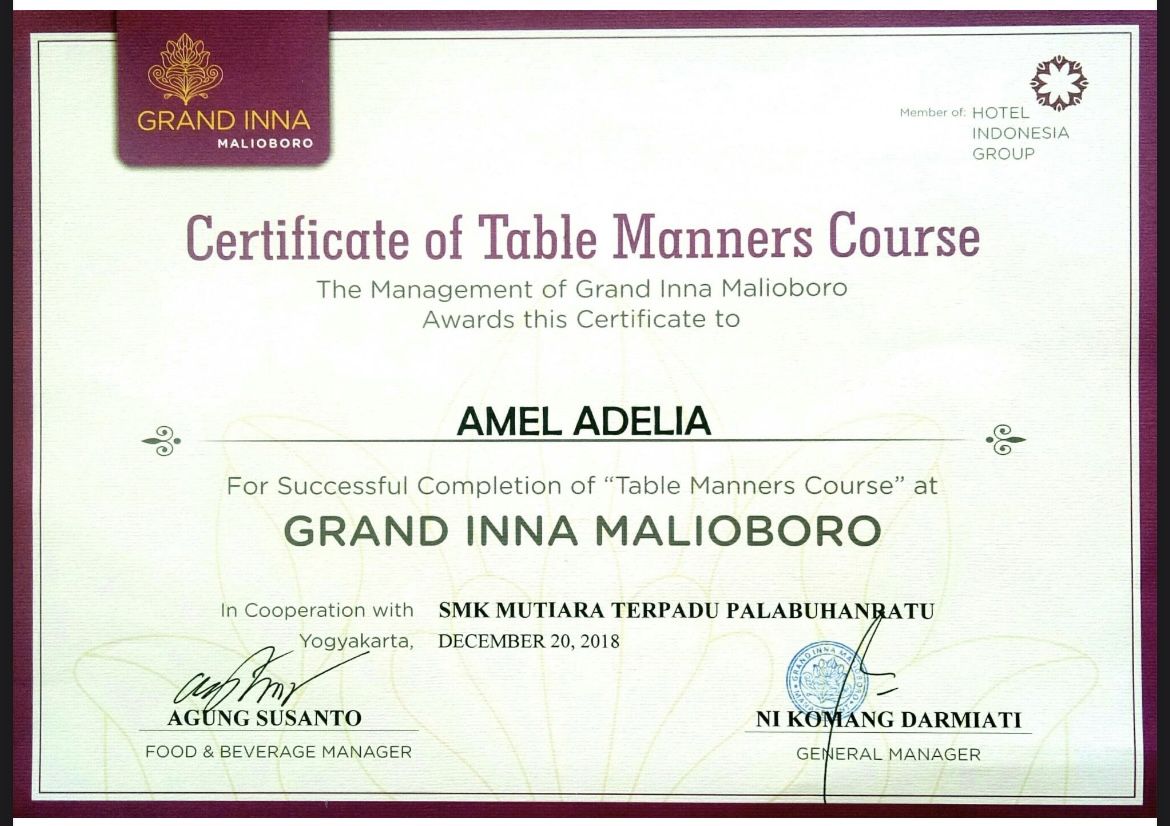 GRAND INNA
MALIOBORO
Member of: HOTEL
INDONESIA
GROUP
Certificate of Table Manners Course
The Management of Grand Inna Malioboro
Awards this Certificate to
AMEL ADELIA
For Successful Completion of “Table Manners Course” at
GRAND INNA MALIOBORO
In Cooperation with SMK MUTIARA TERPADU PALABUHANRATU
Yogyakarta, DECEMBER 20, 2018
GRAND INNA
AGUNG SUSANTO
FOOD & BEVERAGE MANAGER
NI KOMANG DARMIATI
GENERAL MANAGER